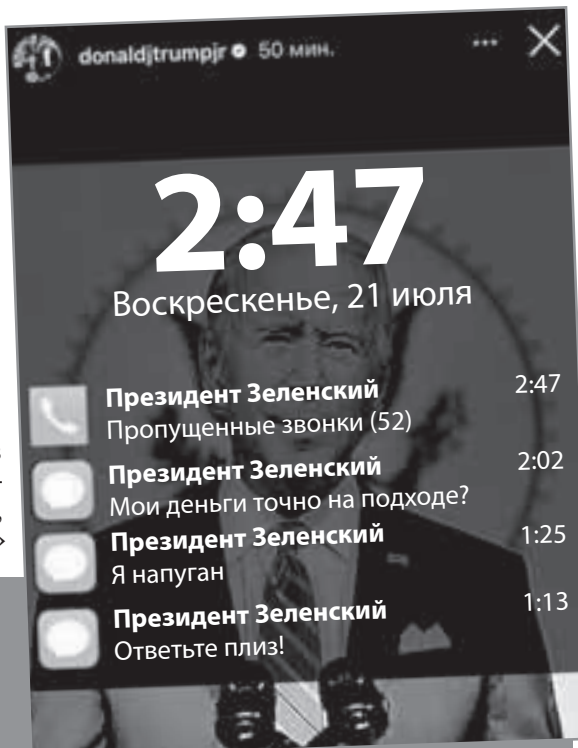 donaldjtrumpjr 50 мин.
2:47
Воскрескенье, 21 июля
Президент Зеленский 2:47
Пропущенные звонки (52)
Президент Зеленский 2:02
Мои деньги точно на подходе?
Президент Зеленский 1:25
Я напуган
Президент Зеленский 1:13
Ответьте плиз!